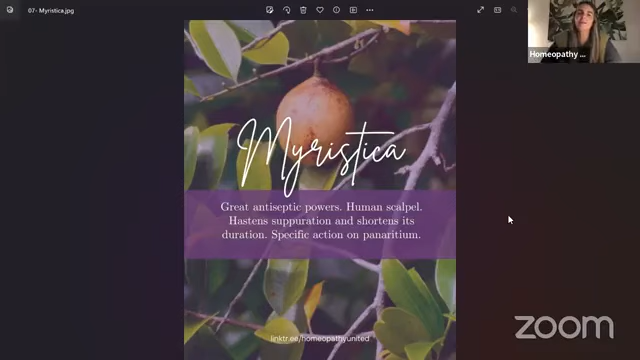 07- Myristica.jpg
Homeopathy ...
Myristica
Great antiseptic powers. Human scalpel.
Hastens suppuration and shortens its
duration. Specific action on panaritium.
linktr.ee/homeopathyunited
zoom